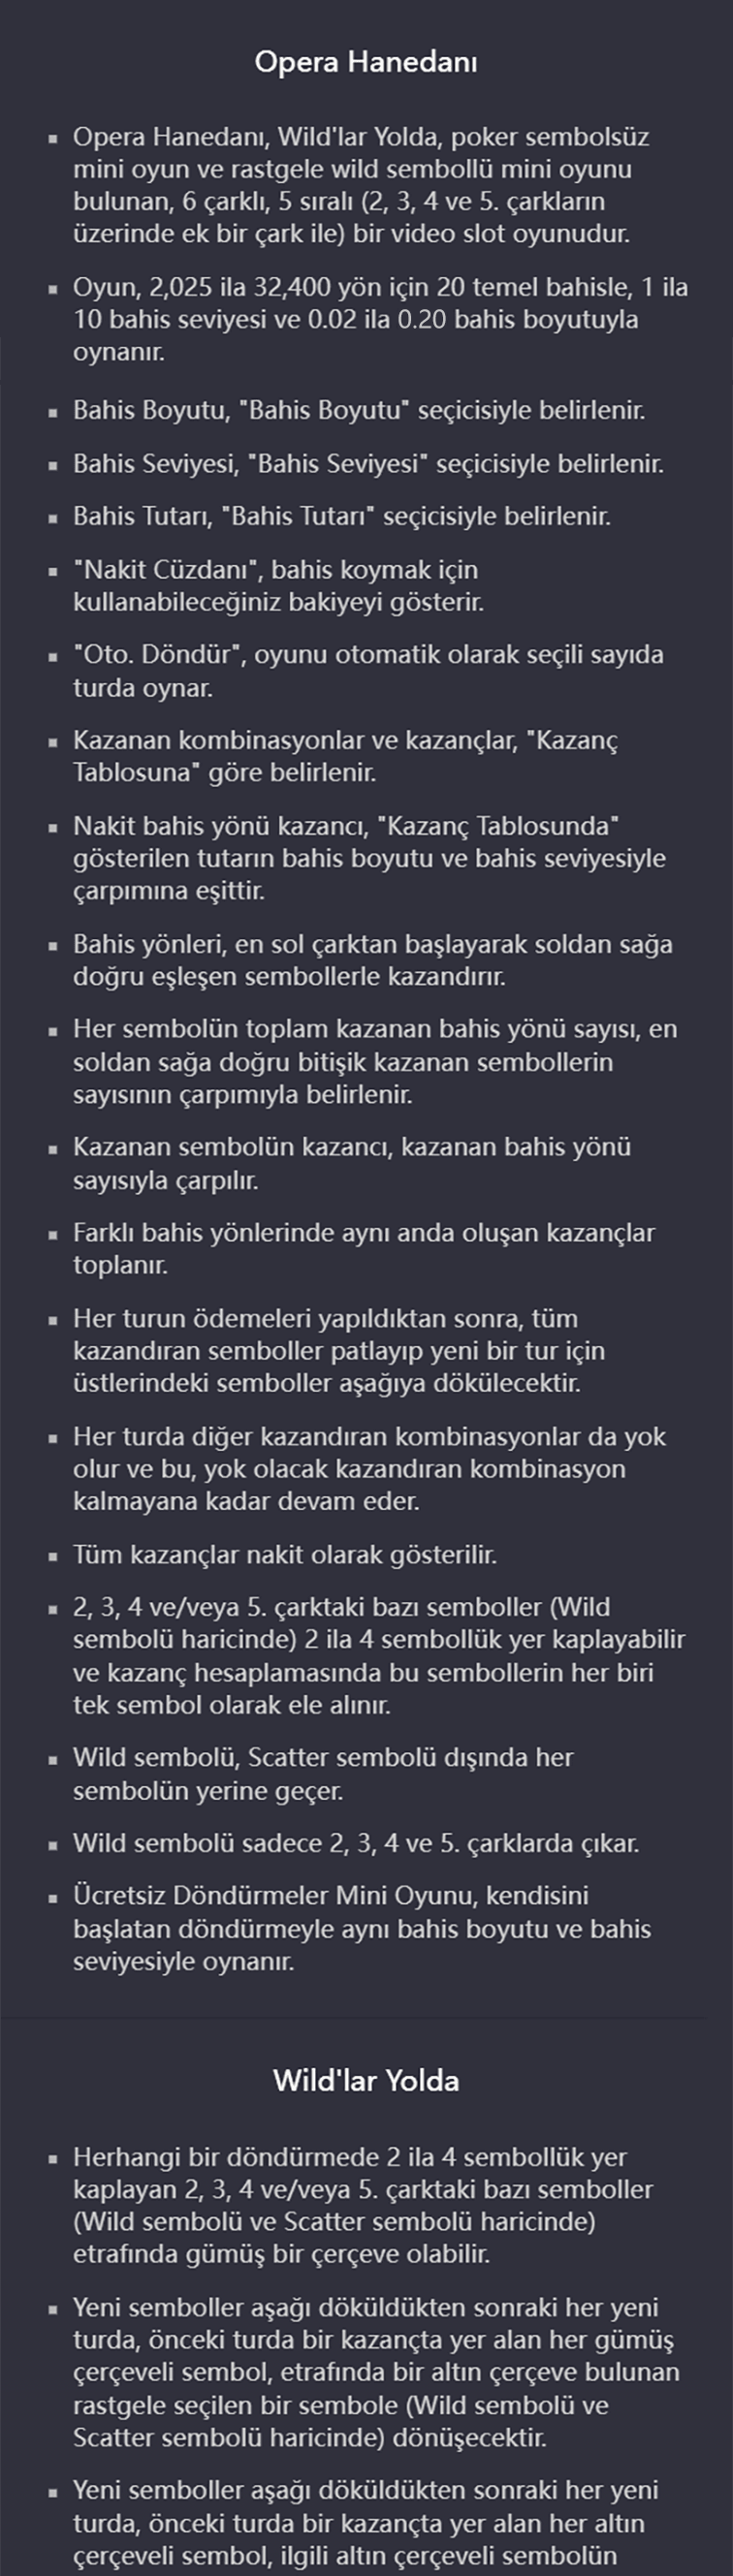 Opera Hanedanı
▪ Opera Hanedanı, Wild'lar Yolda, poker sembolsüz
mini oyun ve rastgele wild sembollü mini oyunu
bulunan, 6 çarklı, 5 sıralı (2, 3, 4 ve 5. çarkların
üzerinde ek bir çark ile) bir video slot oyunudur.
▪ Oyun, 2,025 ila 32,400 yön için 20 temel bahisle, 1 ila
10 bahis seviyesi ve 0.02 ila 0.20 bahis boyutuyla
oynanır.
▪ Bahis Boyutu, "Bahis Boyutu" seçicisiyle belirlenir.
▪ Bahis Seviyesi, "Bahis Seviyesi" seçicisiyle belirlenir.
▪ Bahis Tutarı, "Bahis Tutarı" seçicisiyle belirlenir.
▪ "Nakit Cüzdanı", bahis koymak için
kullanabileceğiniz bakiyeyi gösterir.
▪ "Oto. Döndür", oyunu otomatik olarak seçili sayıda
turda oynar.
▪ Kazanan kombinasyonlar ve kazançlar, "Kazanç
Tablosuna" göre belirlenir.
▪ Nakit bahis yönü kazancı, "Kazanç Tablosunda"
gösterilen tutarın bahis boyutu ve bahis seviyesiyle
çarpımına eşittir.
▪ Bahis yönleri, en sol çarktan başlayarak soldan sağa
doğru eşleşen sembollerle kazandırır.
▪ Her sembolün toplam kazanan bahis yönü sayısı, en
soldan sağa doğru bitişik kazanan sembollerin
sayısının çarpımıyla belirlenir.
▪ Kazanan sembolün kazancı, kazanan bahis yönü
sayısıyla çarpılır.
▪ Farklı bahis yönlerinde aynı anda oluşan kazançlar
toplanır.
▪ Her turun ödemeleri yapıldıktan sonra, tüm
kazandıran semboller patlayıp yeni bir tur için
üstlerindeki semboller aşağıya dökülecektir.
▪ Her turda diğer kazandıran kombinasyonlar da yok
olur ve bu, yok olacak kazandıran kombinasyon
kalmayana kadar devam eder.
▪ Tüm kazançlar nakit olarak gösterilir.
▪ 2, 3, 4 ve/veya 5. çarktaki bazı semboller (Wild
sembolü haricinde) 2 ila 4 sembollük yer kaplayabilir
ve kazanç hesaplamasında bu sembollerin her biri
tek sembol olarak ele alınır.
▪ Wild sembolü, Scatter sembolü dışında her
sembolün yerine geçer.
▪ Wild sembolü sadece 2, 3, 4 ve 5. çarklarda çıkar.
▪ Ücretsiz Döndürmeler Mini Oyunu, kendisini
başlatan döndürmeyle aynı bahis boyutu ve bahis
seviyesiyle oynanır.
Wild'lar Yolda
▪ Herhangi bir döndürmede 2 ila 4 sembollük yer
kaplayan 2, 3, 4 ve/veya 5. çarktaki bazı semboller
(Wild sembolü ve Scatter sembolü haricinde)
etrafında gümüş bir çerçeve olabilir.
▪ Yeni semboller aşağı döküldükten sonraki her yeni
turda, önceki turda bir kazançta yer alan her gümüş
çerçeveli sembol, etrafında bir altın çerçeve bulunan
rastgele seçilen bir sembole (Wild sembolü ve
Scatter sembolü haricinde) dönüşecektir.
▪ Yeni semboller aşağı döküldükten sonraki her yeni
turda, önceki turda bir kazançta yer alan her altın
çerçeveli sembol, ilgili altın çerçeveli sembolün